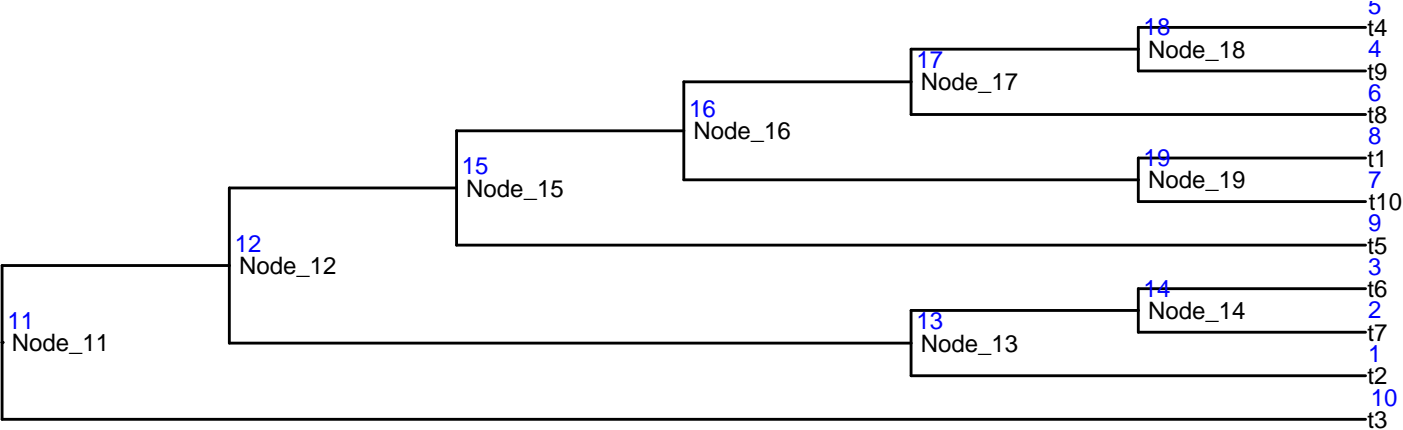 5
18
t4
4
17
Node_18
t9
Node_17
6
16
t8
Node_16
8
15
19
t1
Node_15
Node_19
7
t10
9
12
t5
Node_12
3
14
t6
11
13
Node_14
2
Node_11
Node_13
t7
1
t2
10
t3